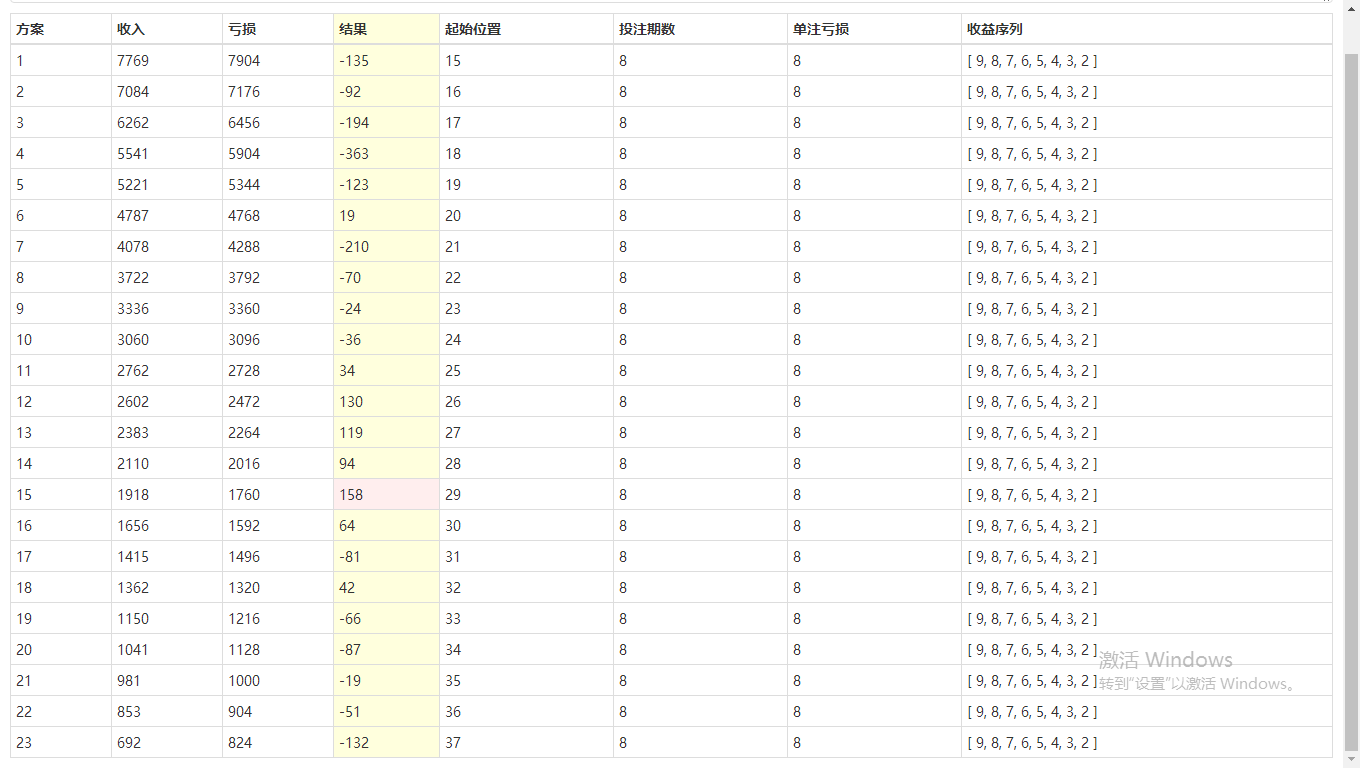 方案 收入 亏损 结果 起始位置 投注期数 单注亏损 收益序列
1 7769 7904 -135 15 8 8 [ 9, 8, 7, 6, 5, 4, 3, 2 ]
2 7084 7176 -92 16 8 8 [ 9, 8, 7, 6, 5, 4, 3, 2 ]
3 6262 6456 -194 17 8 8 [ 9, 8, 7, 6, 5, 4, 3, 2 ]
4 5541 5904 -363 18 8 8 [ 9, 8, 7, 6, 5, 4, 3, 2 ]
5 5221 5344 -123 19 8 8 [ 9, 8, 7, 6, 5, 4, 3, 2 ]
6 4787 4768 19 20 8 8 [ 9, 8, 7, 6, 5, 4, 3, 2 ]
7 4078 4288 -210 21 8 8 [ 9, 8, 7, 6, 5, 4, 3, 2 ]
8 3722 3792 -70 22 8 8 [ 9, 8, 7, 6, 5, 4, 3, 2 ]
9 3336 3360 -24 23 8 8 [ 9, 8, 7, 6, 5, 4, 3, 2 ]
10 3060 3096 -36 24 8 8 [ 9, 8, 7, 6, 5, 4, 3, 2 ]
11 2762 2728 34 25 8 8 [ 9, 8, 7, 6, 5, 4, 3, 2 ]
12 2602 2472 130 26 8 8 [ 9, 8, 7, 6, 5, 4, 3, 2 ]
13 2383 2264 119 27 8 8 [ 9, 8, 7, 6, 5, 4, 3, 2 ]
14 2110 2016 94 28 8 8 [ 9, 8, 7, 6, 5, 4, 3, 2 ]
15 1918 1760 158 29 8 8 [ 9, 8, 7, 6, 5, 4, 3, 2 ]
16 1656 1592 64 30 8 8 [ 9, 8, 7, 6, 5, 4, 3, 2 ]
17 1415 1496 -81 31 8 8 [ 9, 8, 7, 6, 5, 4, 3, 2 ]
18 1362 1320 42 32 8 8 [ 9, 8, 7, 6, 5, 4, 3, 2 ]
19 1150 1216 -66 33 8 8 [ 9, 8, 7, 6, 5, 4, 3, 2 ]
20 1041 1128 -87 34 8 8 [ 9, 8, 7, 6, 5, 4, 3, 2 ]
激活 Windows
21 981 1000 -19 35 8 8 [ 9, 8, 7, 6, 5, 4, 3, 2 ]
转到“设置”以激活 Windows。
22 853 904 -51 36 8 8 [ 9, 8, 7, 6, 5, 4, 3, 2 ]
23 692 824 -132 37 8 8 [ 9, 8, 7, 6, 5, 4, 3, 2 ]